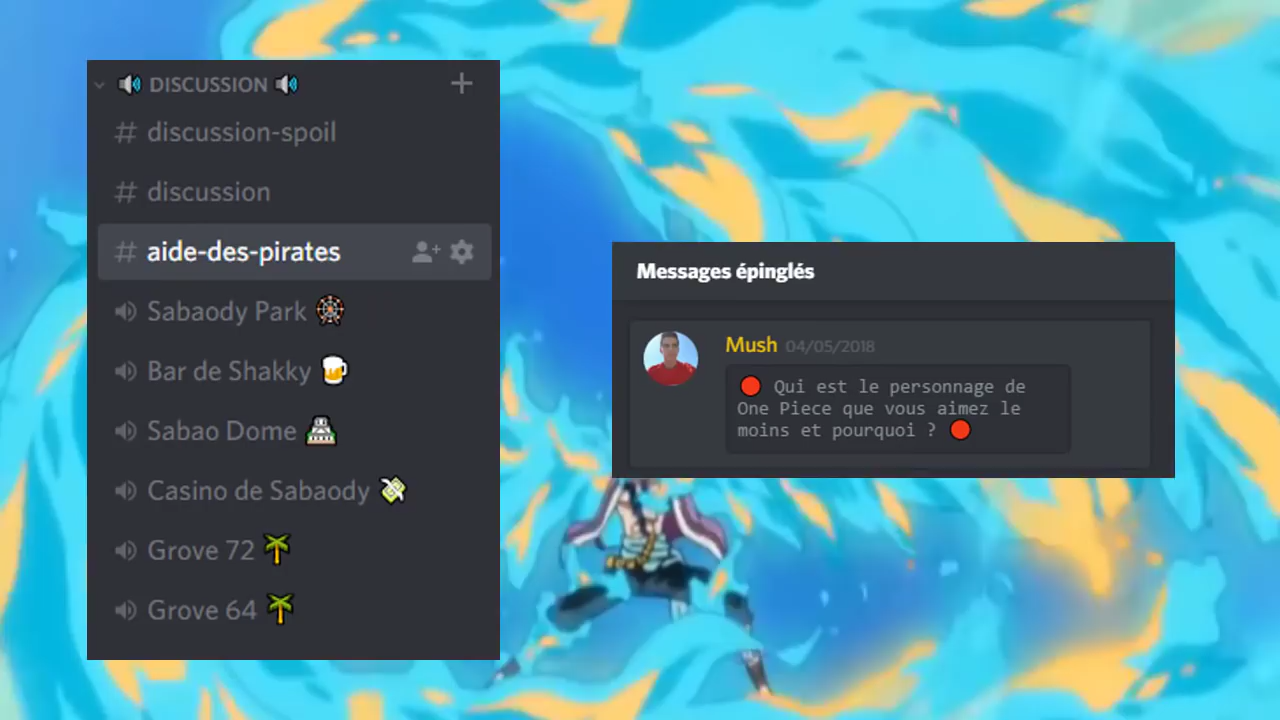 DISCUSSION
# discussion-spoil
# discussion
# aide-des-pirates
Sabaody Park
Bar de Shakky
Sabao Dome
Casino de Sabaody
Grove 72
Grove 64
Messages épinglés
Mush 04/05/2018
Qui est le personnage de
One Piece que vous aimez le
moins et pourquoi ?